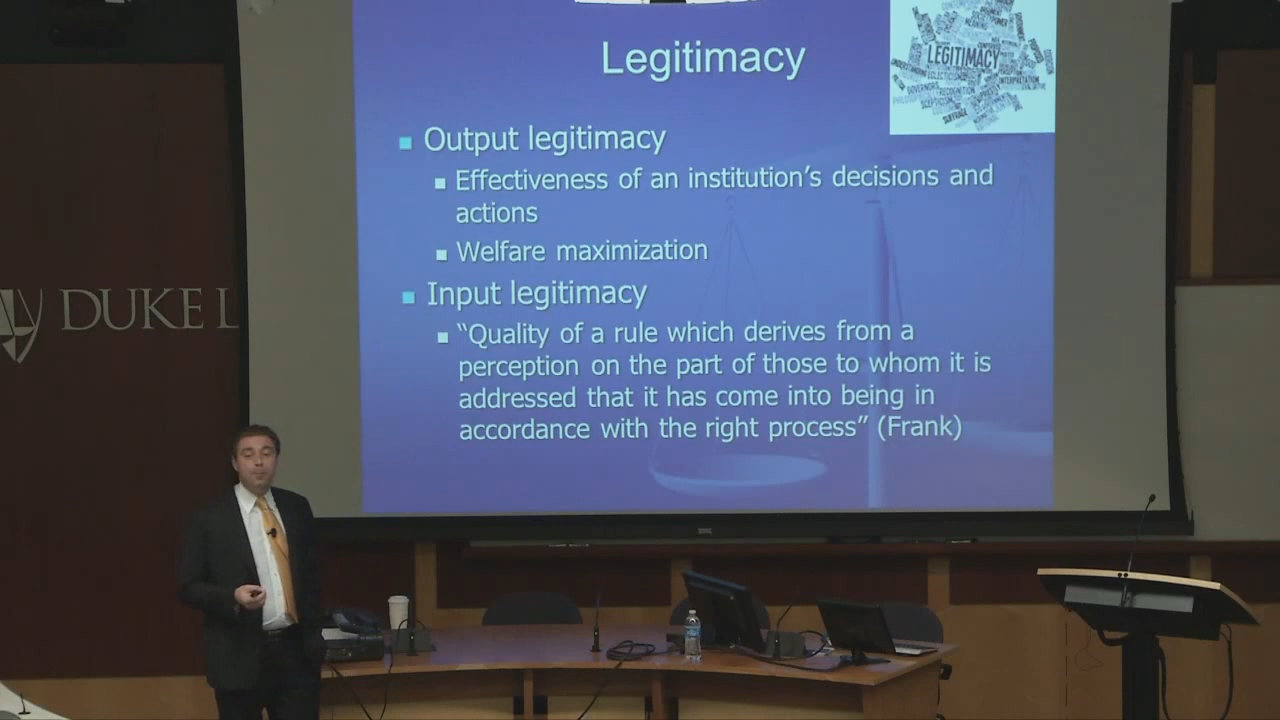 Legitimacy
LEGITIMACY
Output legitimacy
Effectiveness of an institution's decisions and
actions
Welfare maximization
Input legitimacy
“Quality of a rule which derives from a
perception on the part of those to whom it is
addressed that it has come into being in
accordance with the right process” (Frank)
DUKE L